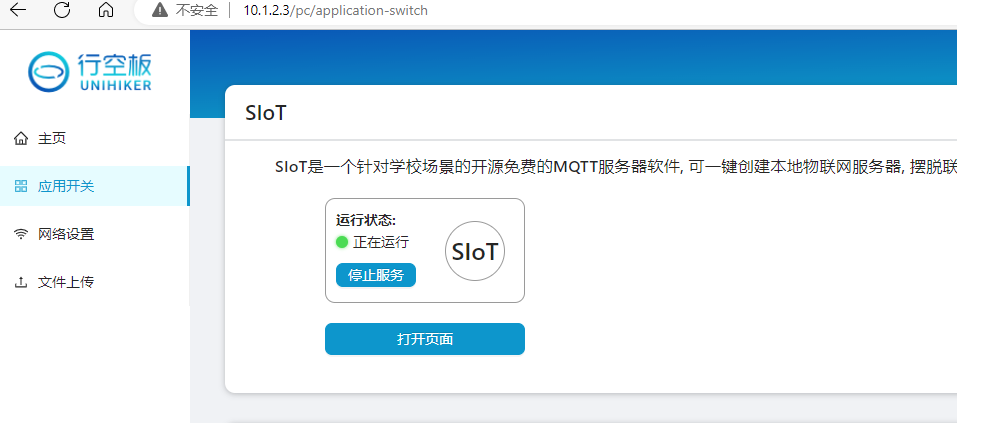 不安全 10.1.2.3/pc/application-switch
行空板
UNIHIKER
主页
应用开关
网络设置
文件上传
SIoT
SIoT是一个针对学校场景的开源免费的MQTT服务器软件, 可一键创建本地物联网服务器, 摆脱联
运行状态:
正在运行
停止服务
SIoT
打开页面